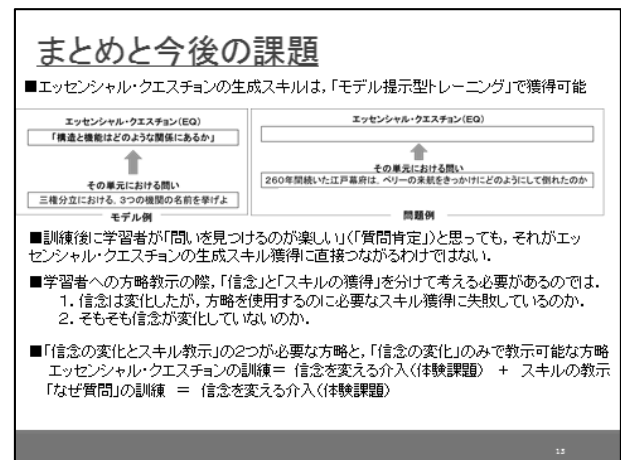 まとめと今後の課題
■エッセンシャル・クエスチョンの生成スキルは，「モデル提示型トレーニング」で獲得可能
エッセンシャル・クエスチョン(EQ)
「構造と機能はどのような関係にあるか」
その単元における問い
三権分立における、3つの機関の名前を挙げよ
モデル例
エッセンシャル・クエスチョン(EQ)
その単元における問い
260年間続いた江戸幕府は、ペリーの来航をきっかけにどのようにして倒れたのか
問題例
■訓練後に学習者が「問いを見つけるのが楽しい」(「質問肯定」)と思っても，それがエッ
センシャル・クエスチョンの生成スキル獲得に直接つながるわけではない．
■学習者への方略教示の際，「信念」と「スキルの獲得」を分けて考える必要があるのでは．
1. 信念は変化したが，方略を使用するのに必要なスキル獲得に失敗しているのか．
2. そもそも信念が変化していないのか．
■「信念の変化とスキル教示」の2つが必要な方略と，「信念の変化」のみで教示可能な方略
エッセンシャル・クエスチョンの訓練＝ 信念を変える介入(体験課題) ＋ スキルの教示
「なぜ質問」の訓練 ＝ 信念を変える介入(体験課題)